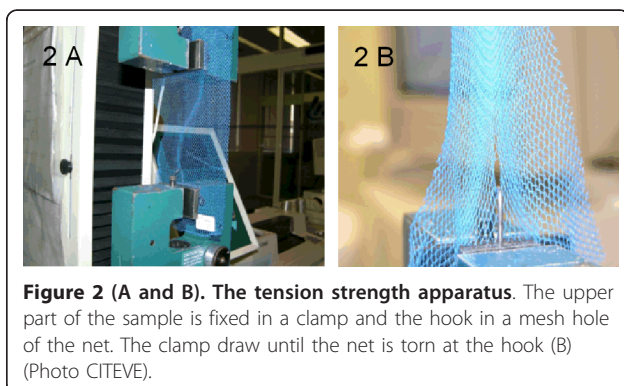 2 A
2 B
Figure 2 (A and B). The tension strength apparatus. The upper
part of the sample is fixed in a clamp and the hook in a mesh hole
of the net. The clamp draw until the net is torn at the hook (B)
(Photo CITEVE).